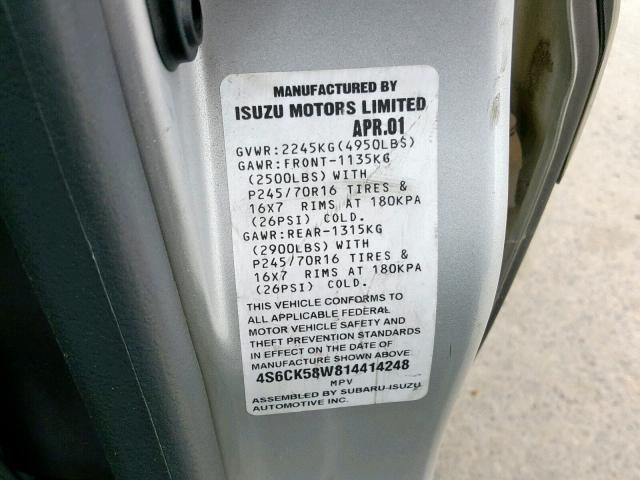 MANUFACTURED BY
ISUZU MOTORS LIMITED
APR.01
GVWR:2245KG(4950LBS)
GAWR:FRONT-1135KG
(2500LBS) WITH
P245/70R16 TIRES &
16X7 RIMS AT 180KPA
(26PSI) COLD.
GAWR:REAR-1315KG
(2900LBS) WITH
P245/70R16 TIRES &
16X7 RIMS AT 180KPA
(26PSI) COLD.
THIS VEHICLE CONFORMS TO
ALL APPLICABLE FEDERAL
MOTOR VEHICLE SAFETY AND
THEFT PREVENTION STANDARDS
IN EFFECT ON THE DATE OF
MANUFACTURE SHOWN ABOVE.
4S6CK58W814414248
MPV
ASSEMBLED BY SUBARU-ISUZU
AUTOMOTIVE INC.